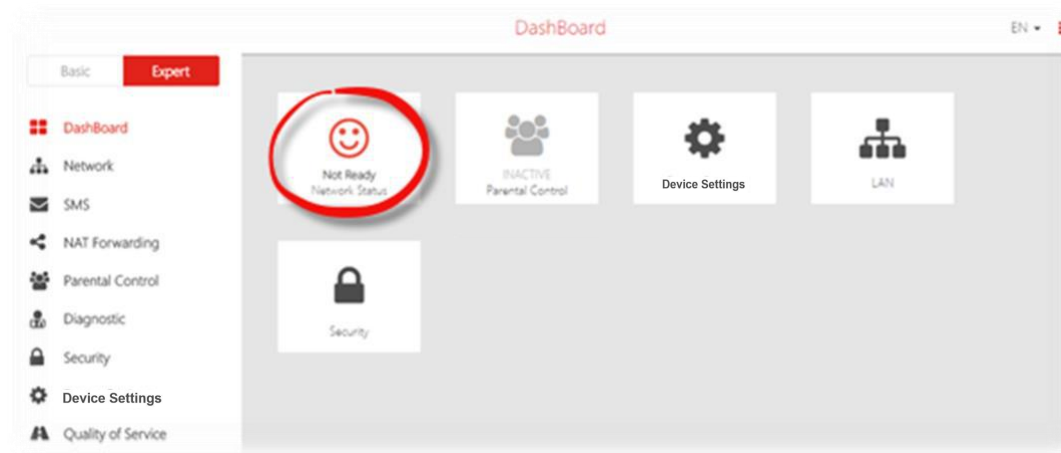 DashBoard
EN
Basic
Expert
DashBoard
Network
SMS
NAT Forwarding
Parental Control
Diagnostic
Security
Device Settings
Quality of Service
Not Ready
Network Status
INACTIVE
Parental Control
Device Settings
LAN
Security